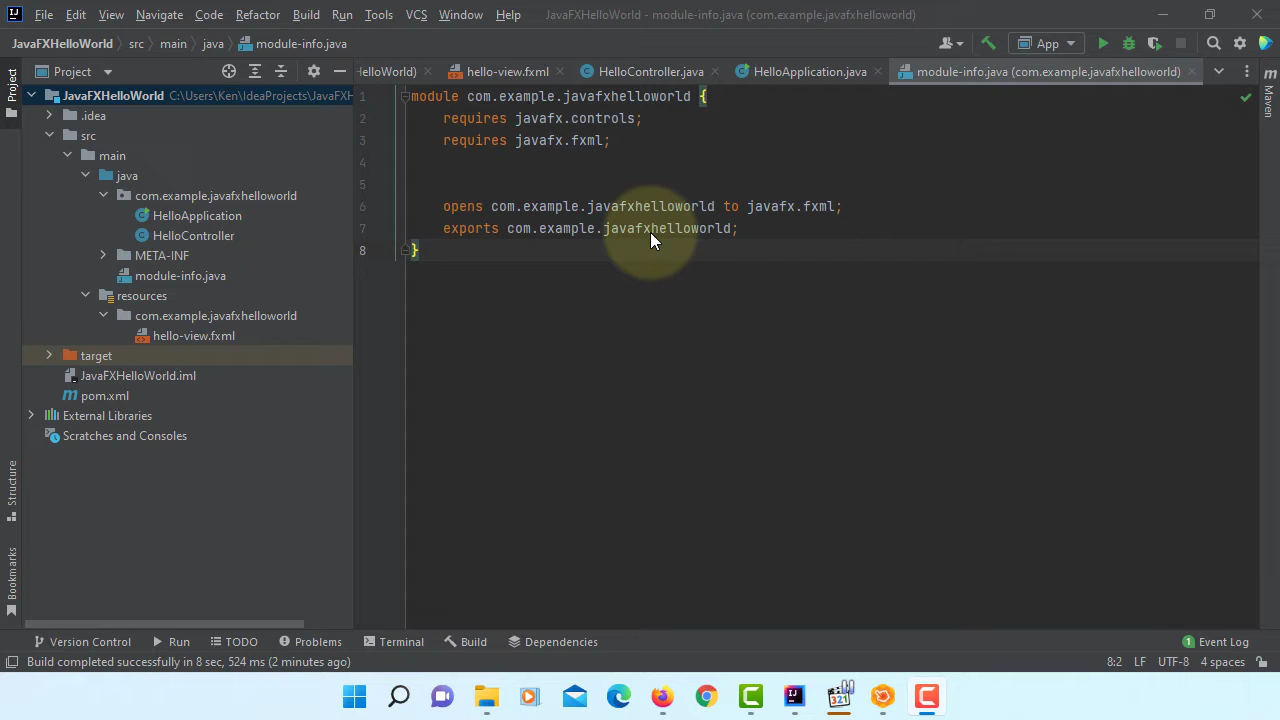 File Edit View Navigate Code Refactor Build Run Tools VCS Window Help JavaFXHelloWorld - module-info.java (com.example.javafxhelloworld)
JavaFXHelloWorld src main java module-info.java App
Project HelloWorld) hello-view.fxml HelloController.java HelloApplication.java module-info.java (com.example.javafxhelloworld)
Project
Maven
JavaFXHelloWorld C:\Users\Ken\IdeaProjects\JavaFXH
.idea
src
main
java
com.example.javafxhelloworld
HelloApplication
HelloController
META-INF
module-info.java
resources
com.example.javafxhelloworld
hello-view.fxml
target
JavaFXHelloWorld.iml
pom.xml
External Libraries
Scratches and Consoles
1 module com.example.javafxhelloworld {
2 requires javafx.controls;
3 requires javafx.fxml;
4
5
6 opens com.example.javafxhelloworld to javafx.fxml;
7 exports com.example.javafxhelloworld;
8 }
Structure
Bookmarks
Version Control Run TODO Problems Terminal Build Dependencies 1 Event Log
Build completed successfully in 8 sec, 524 ms (2 minutes ago) 8:2 LF UTF-8 4 spaces
321